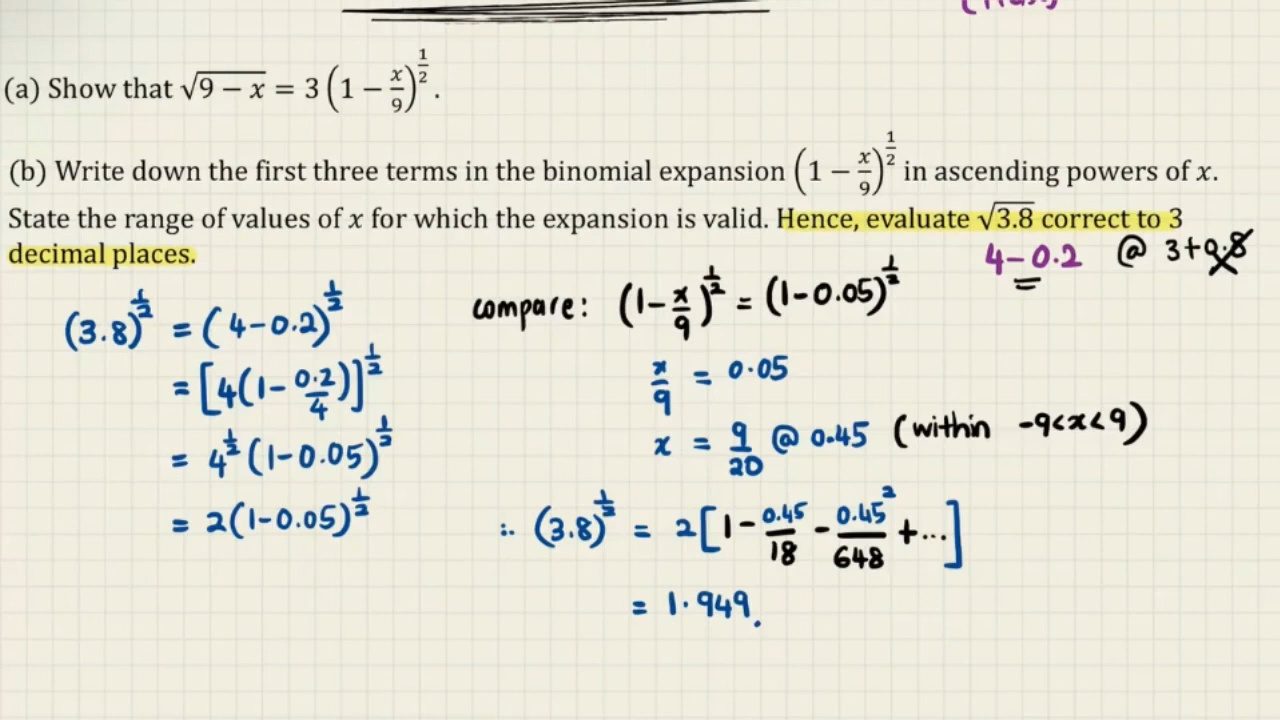 (a) Show that √(9 − x) = 3(1 − x/9)^(1/2).
(b) Write down the first three terms in the binomial expansion (1 − x/9)^(1/2) in ascending powers of x.
State the range of values of x for which the expansion is valid. Hence, evaluate √3.8 correct to 3
decimal places.
4 − 0.2 @ 3 + 0.8
(3.8)^(1/2) = (4 − 0.2)^(1/2)
= [4(1 − 0.2/4)]^(1/2)
= 4^(1/2) (1 − 0.05)^(1/2)
= 2(1 − 0.05)^(1/2)
compare: (1 − x/9)^(1/2) = (1 − 0.05)^(1/2)
x/9 = 0.05
x = 9/20 @ 0.45 (within −9 < x < 9)
∴ (3.8)^(1/2) = 2[1 − 0.45/18 − 0.45²/648 + ...]
= 1.949.